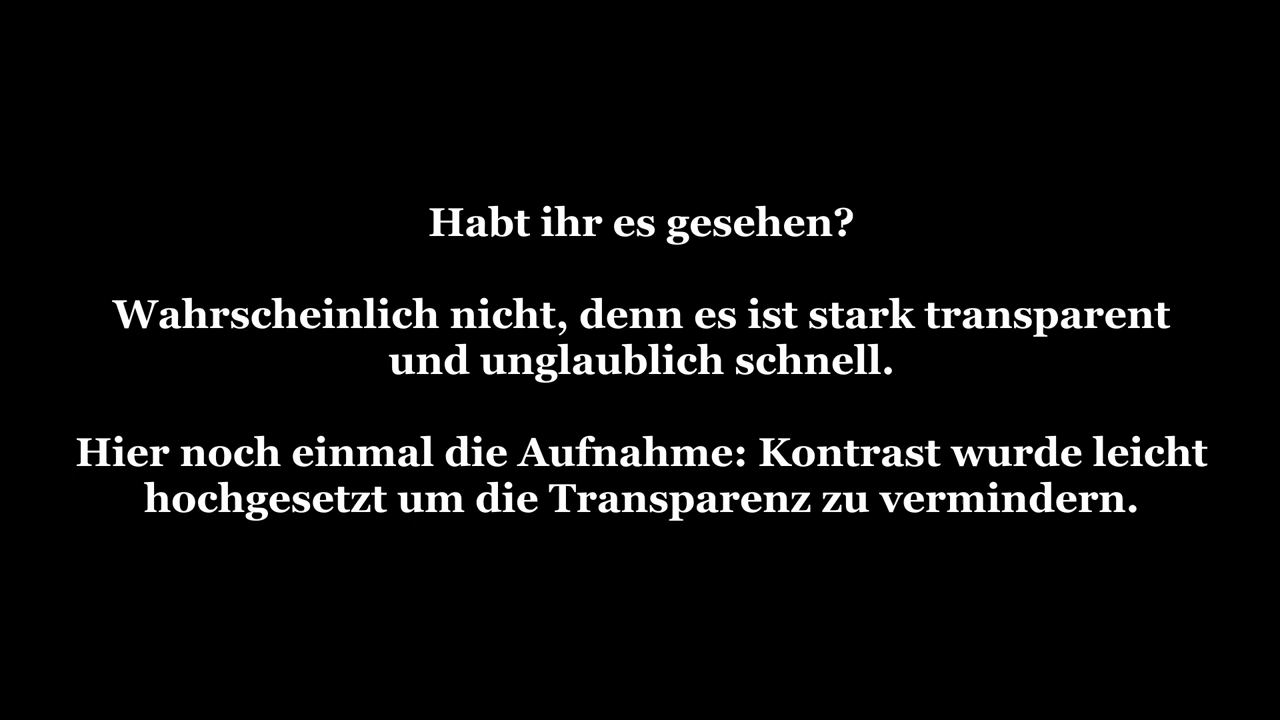 Habt ihr es gesehen?
Wahrscheinlich nicht, denn es ist stark transparent
und unglaublich schnell.
Hier noch einmal die Aufnahme: Kontrast wurde leicht
hochgesetzt um die Transparenz zu vermindern.